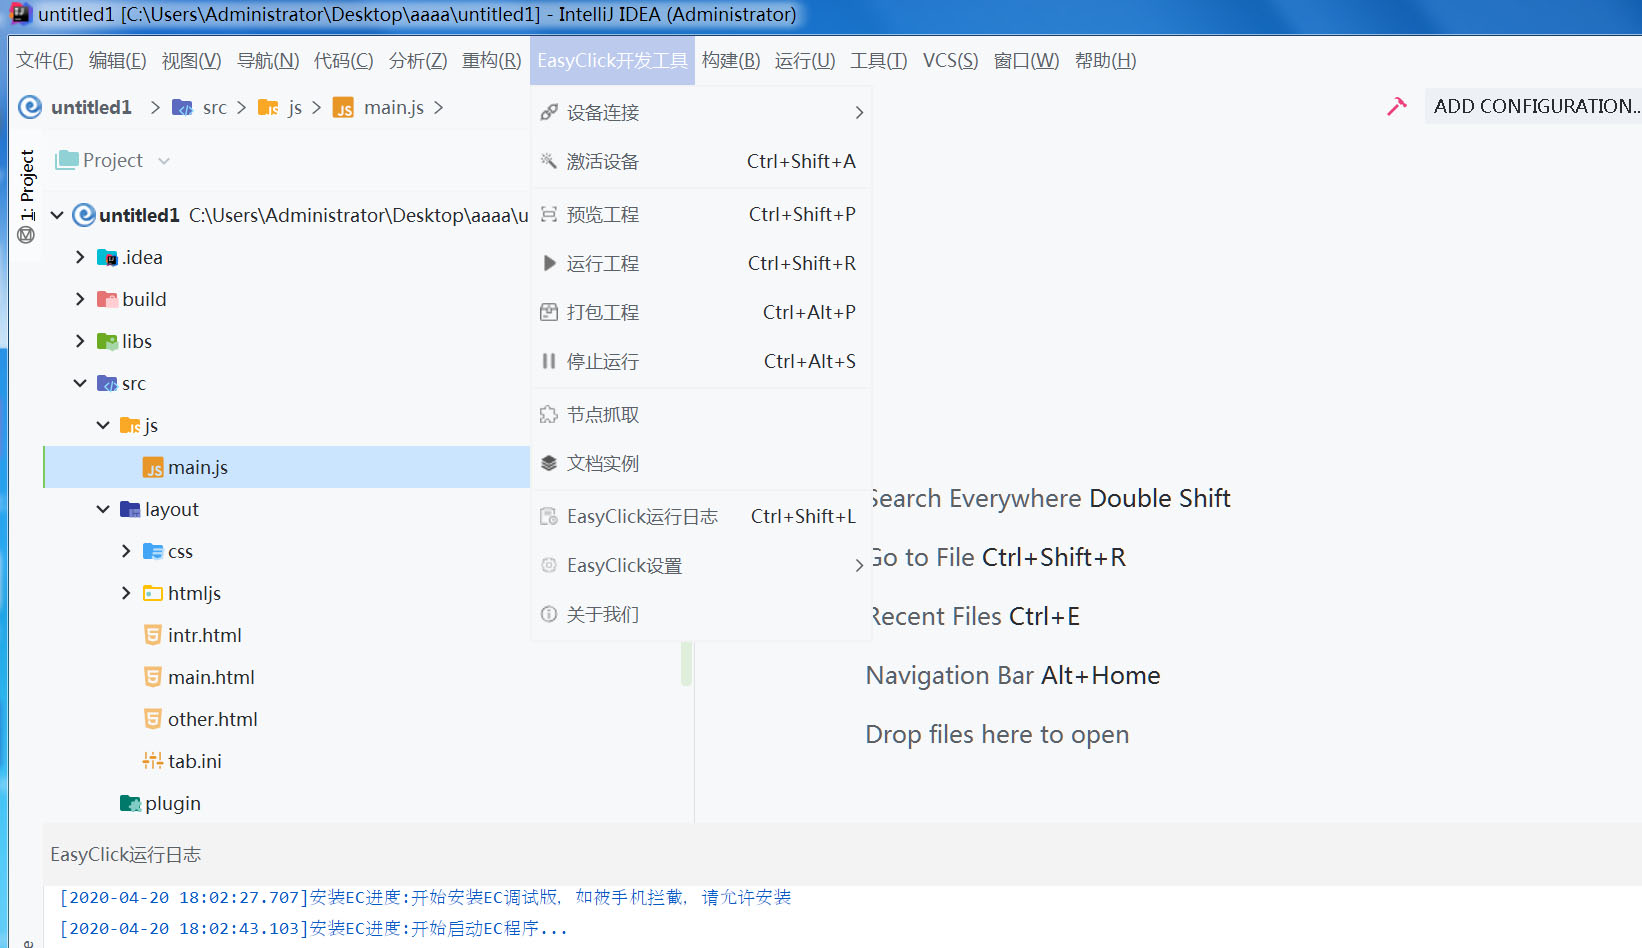 untitled1 [C:\Users\Administrator\Desktop\aaaa\untitled1] - IntelliJ IDEA (Administrator)
文件(F) 编辑(E) 视图(V) 导航(N) 代码(C) 分析(Z) 重构(R) EasyClick开发工具 构建(B) 运行(U) 工具(T) VCS(S) 窗口(W) 帮助(H)
untitled1 > src > js > main.js >
ADD CONFIGURATION..
1: Project
Project
untitled1 C:\Users\Administrator\Desktop\aaaa\u
.idea
build
libs
src
js
main.js
layout
css
htmljs
intr.html
main.html
other.html
tab.ini
plugin
设备连接
激活设备 Ctrl+Shift+A
预览工程 Ctrl+Shift+P
运行工程 Ctrl+Shift+R
打包工程 Ctrl+Alt+P
停止运行 Ctrl+Alt+S
节点抓取
文档实例
EasyClick运行日志 Ctrl+Shift+L
EasyClick设置
关于我们
Search Everywhere Double Shift
Go to File Ctrl+Shift+R
Recent Files Ctrl+E
Navigation Bar Alt+Home
Drop files here to open
EasyClick运行日志
[2020-04-20 18:02:27.707]安装EC进度:开始安装EC调试版, 如被手机拦截, 请允许安装
[2020-04-20 18:02:43.103]安装EC进度:开始启动EC程序...